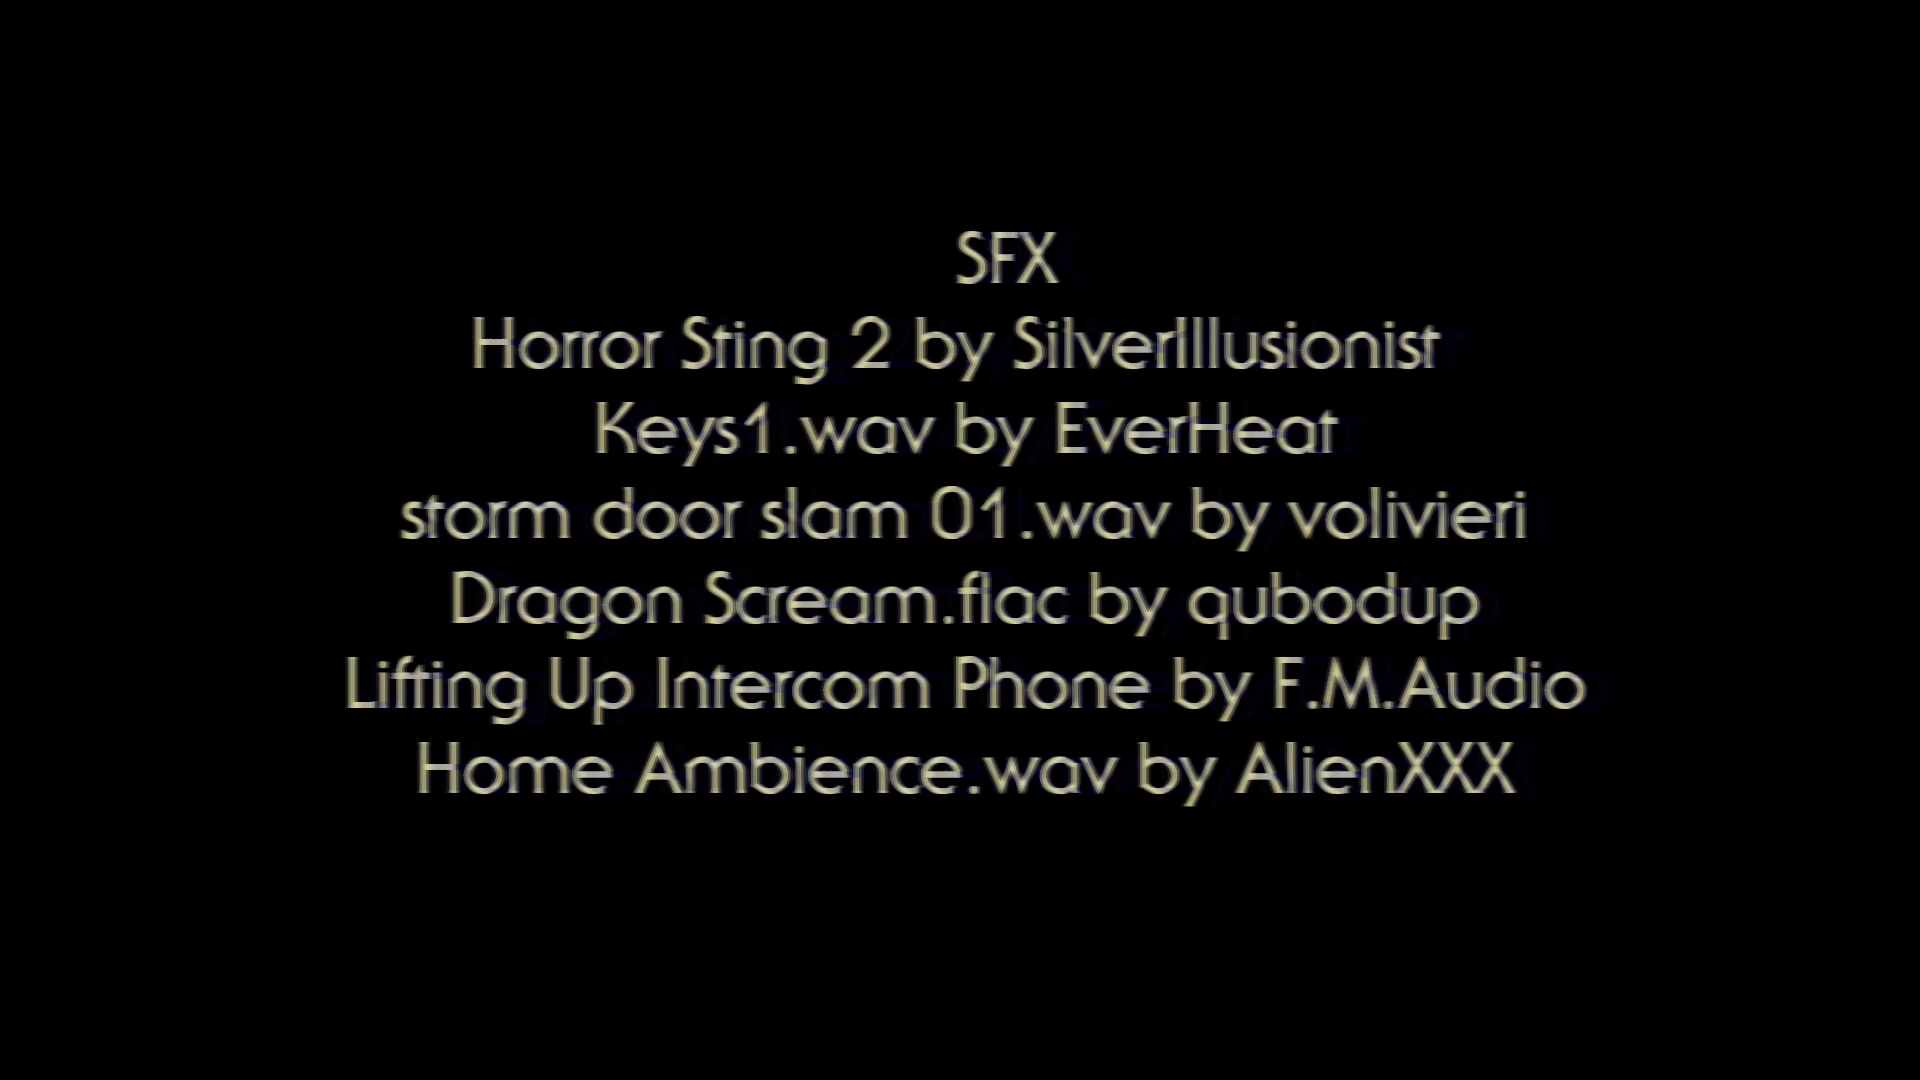 SFX
Horror Sting 2 by SilverIllusionist
Keys1.wav by EverHeat
storm door slam 01.wav by volivieri
Dragon Scream.flac by qubodup
Lifting Up Intercom Phone by F.M.Audio
Home Ambience.wav by AlienXXX